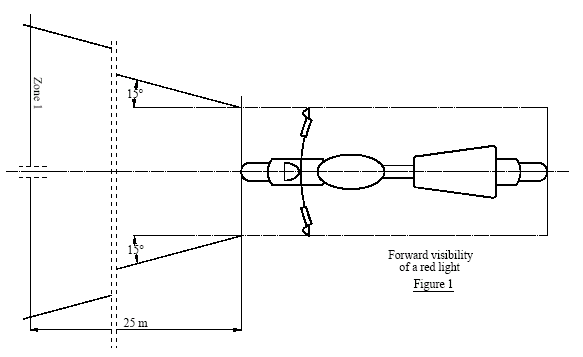 Zone 1
15°
15°
25 m
Forward visibility
of a red light
Figure 1